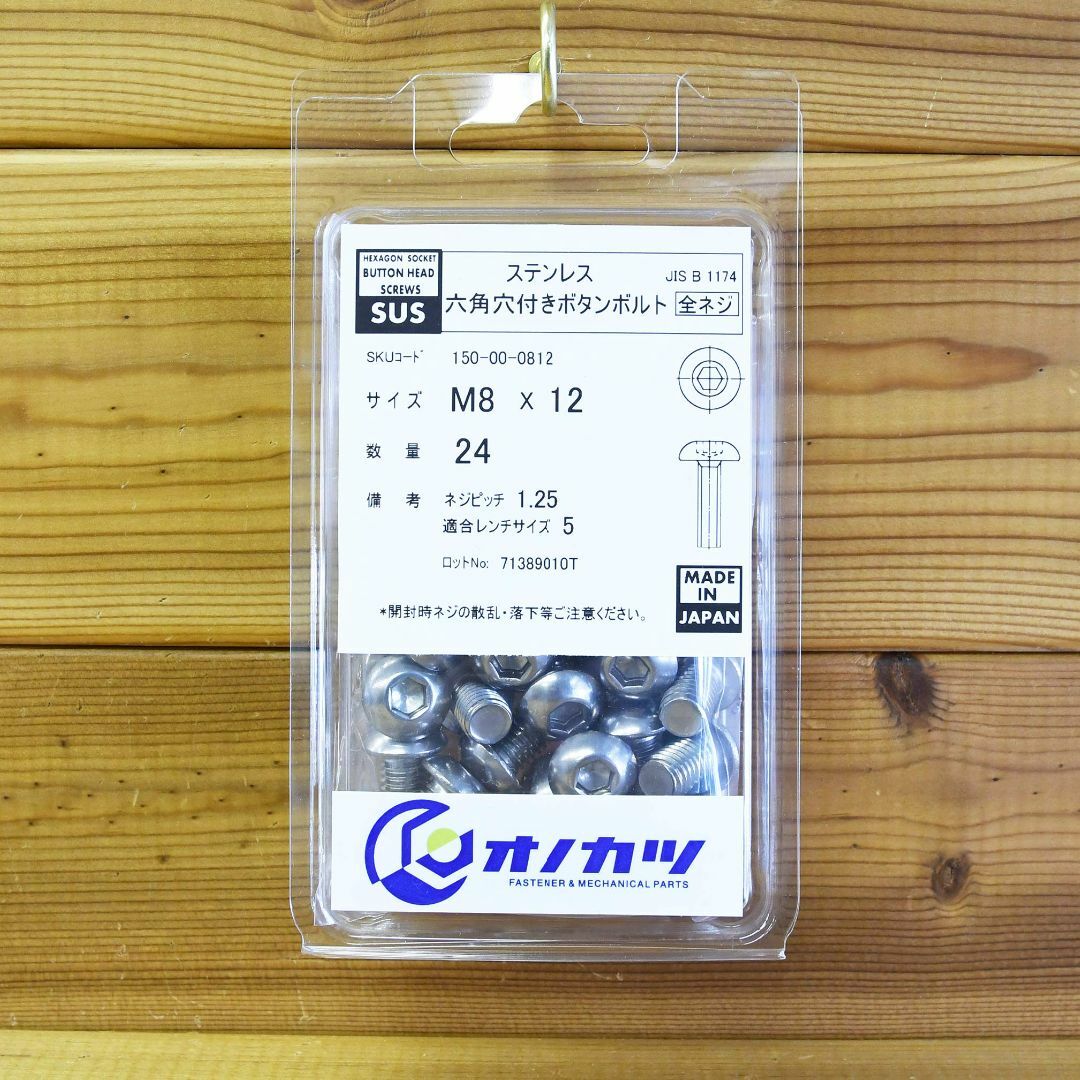 HEXAGON SOCKET
BUTTON HEAD
SCREWS
SUS
ステンレス
六角穴付きボタンボルト 全ネジ
JIS B 1174
SKUコード 150-00-0812
サイズ M8 x 12
数量 24
備考 ネジピッチ 1.25
適合レンチサイズ 5
ロットNo: 71389010T
*開封時ネジの散乱・落下等ご注意ください。
MADE
IN
JAPAN
オノカツ
FASTENER & MECHANICAL PARTS